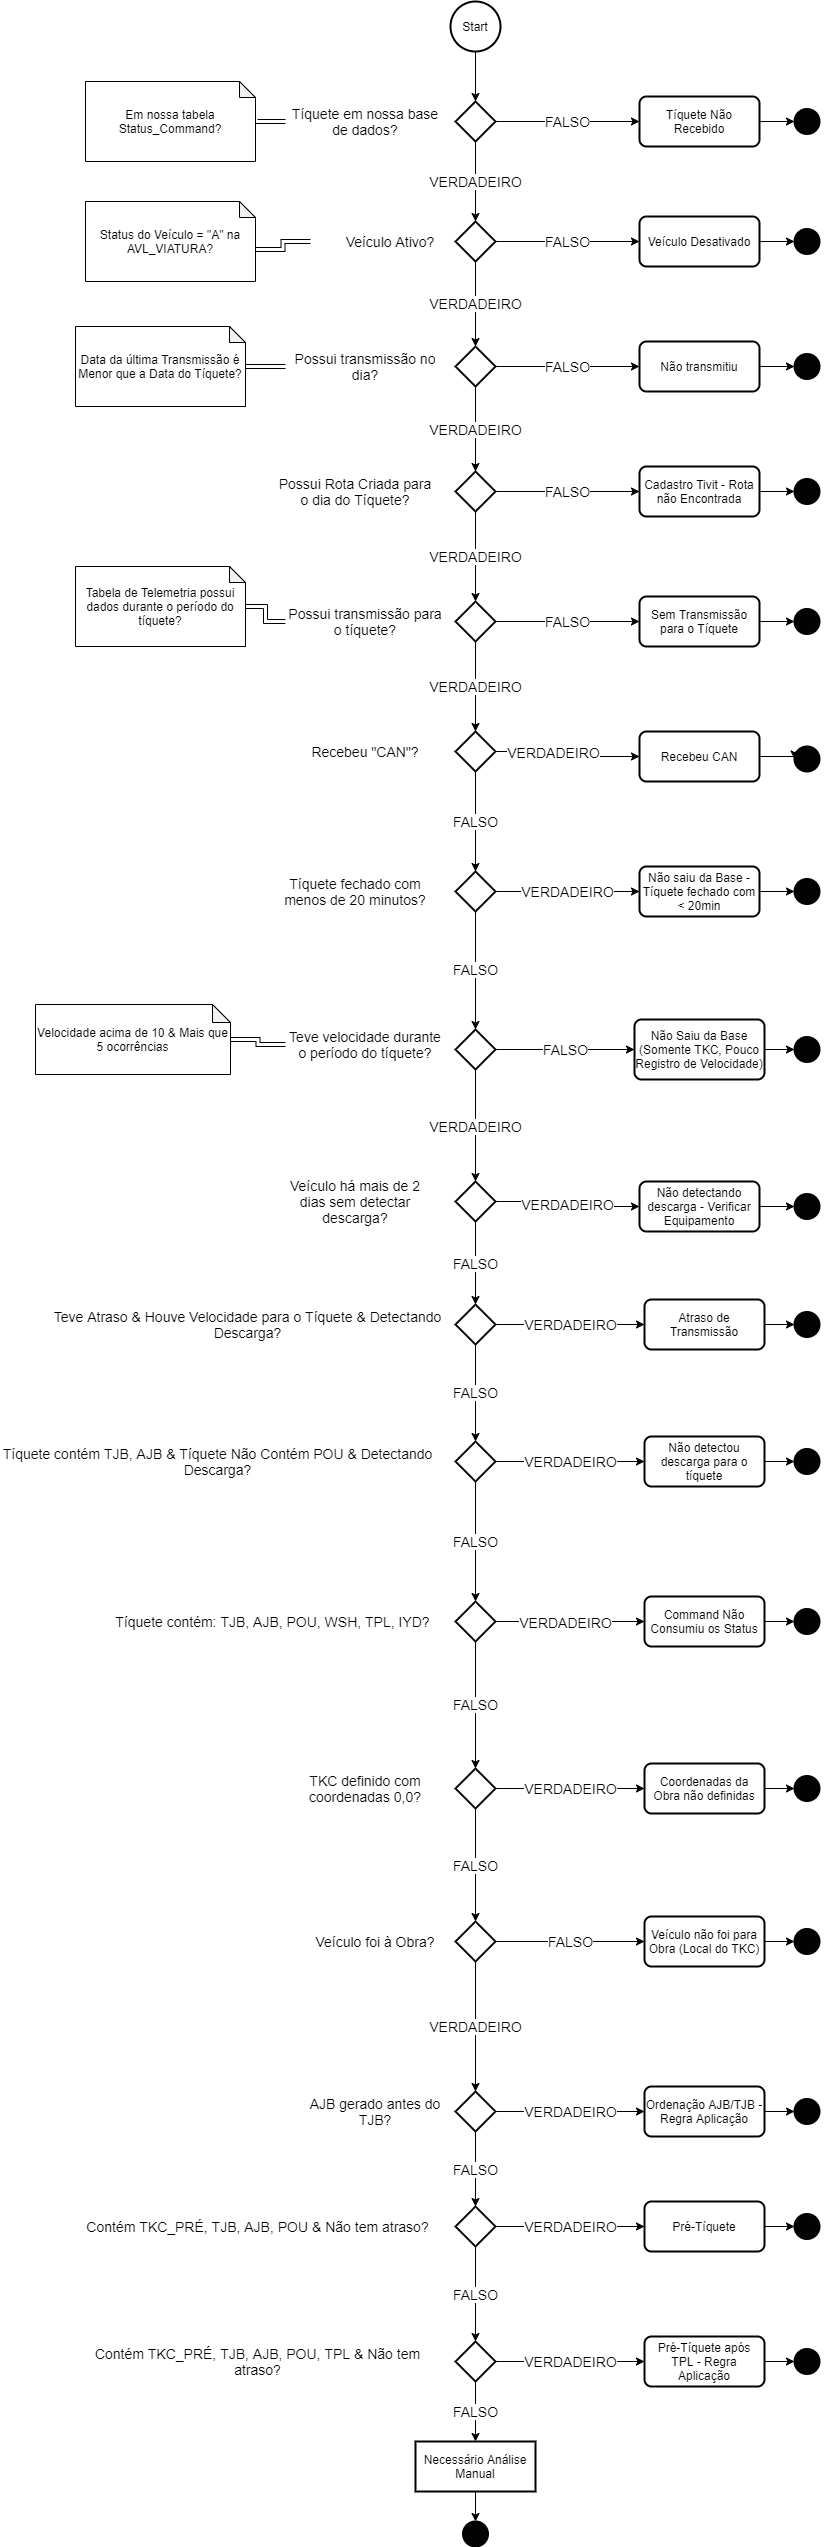 Start
Em nossa tabela
Status_Command?
Tíquete em nossa base
de dados?
FALSO
Tíquete Não
Recebido
VERDADEIRO
Status do Veículo = "A" na
AVL_VIATURA?
Veículo Ativo?
FALSO
Veículo Desativado
VERDADEIRO
Data da última Transmissão é
Menor que a Data do Tíquete?
Possui transmissão no
dia?
FALSO
Não transmitiu
VERDADEIRO
Possui Rota Criada para
o dia do Tíquete?
FALSO
Cadastro Tivit - Rota
não Encontrada
VERDADEIRO
Tabela de Telemetria possui
dados durante o período do
tíquete?
Possui transmissão para
o tíquete?
FALSO
Sem Transmissão
para o Tíquete
VERDADEIRO
Recebeu "CAN"?
VERDADEIRO
Recebeu CAN
FALSO
Tíquete fechado com
menos de 20 minutos?
VERDADEIRO
Não saiu da Base -
Tíquete fechado com
< 20min
FALSO
Velocidade acima de 10 & Mais que
5 ocorrências
Teve velocidade durante
o período do tíquete?
FALSO
Não Saiu da Base
(Somente TKC, Pouco
Registro de Velocidade)
VERDADEIRO
Veículo há mais de 2
dias sem detectar
descarga?
VERDADEIRO
Não detectando
descarga - Verificar
Equipamento
FALSO
Teve Atraso & Houve Velocidade para o Tíquete & Detectando
Descarga?
VERDADEIRO
Atraso de
Transmissão
FALSO
Tíquete contém TJB, AJB & Tíquete Não Contém POU & Detectando
Descarga?
VERDADEIRO
Não detectou
descarga para o
tíquete
FALSO
Tíquete contém: TJB, AJB, POU, WSH, TPL, IYD?
VERDADEIRO
Command Não
Consumiu os Status
FALSO
TKC definido com
coordenadas 0,0?
VERDADEIRO
Coordenadas da
Obra não definidas
FALSO
Veículo foi à Obra?
FALSO
Veículo não foi para
Obra (Local do TKC)
VERDADEIRO
AJB gerado antes do
TJB?
VERDADEIRO
Ordenação AJB/TJB -
Regra Aplicação
FALSO
Contém TKC_PRÉ, TJB, AJB, POU & Não tem atraso?
VERDADEIRO
Pré-Tíquete
FALSO
Contém TKC_PRÉ, TJB, AJB, POU, TPL & Não tem
atraso?
VERDADEIRO
Pré-Tíquete após
TPL - Regra
Aplicação
FALSO
Necessário Análise
Manual